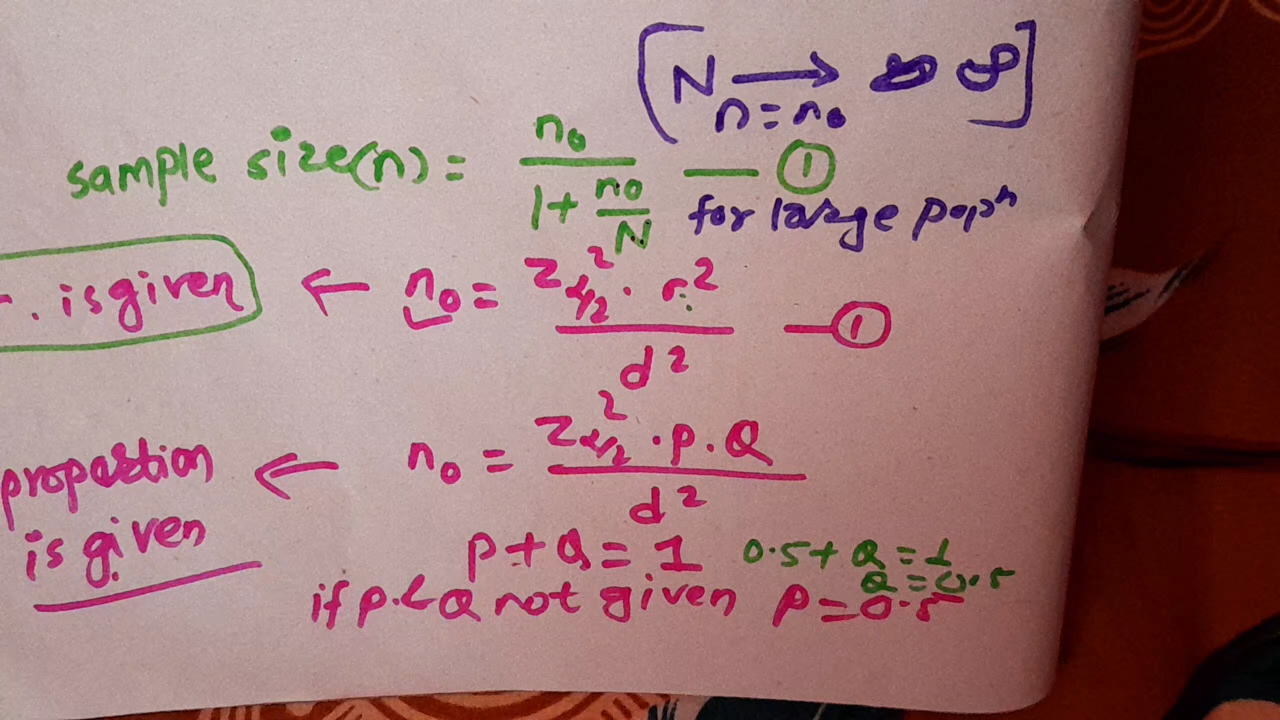 [N → ∞]
n = n₀
sample size(n) = n₀ / (1 + n₀/N) — ①
for large popⁿ
. is given ← n₀ = Z²α/2 . σ² / d² — ①
proportion is given ← n₀ = Z²α/2 . P . Q / d²
P + Q = 1 0.5 + Q = 1
Q = 0.5
if P & Q not given P = 0.5